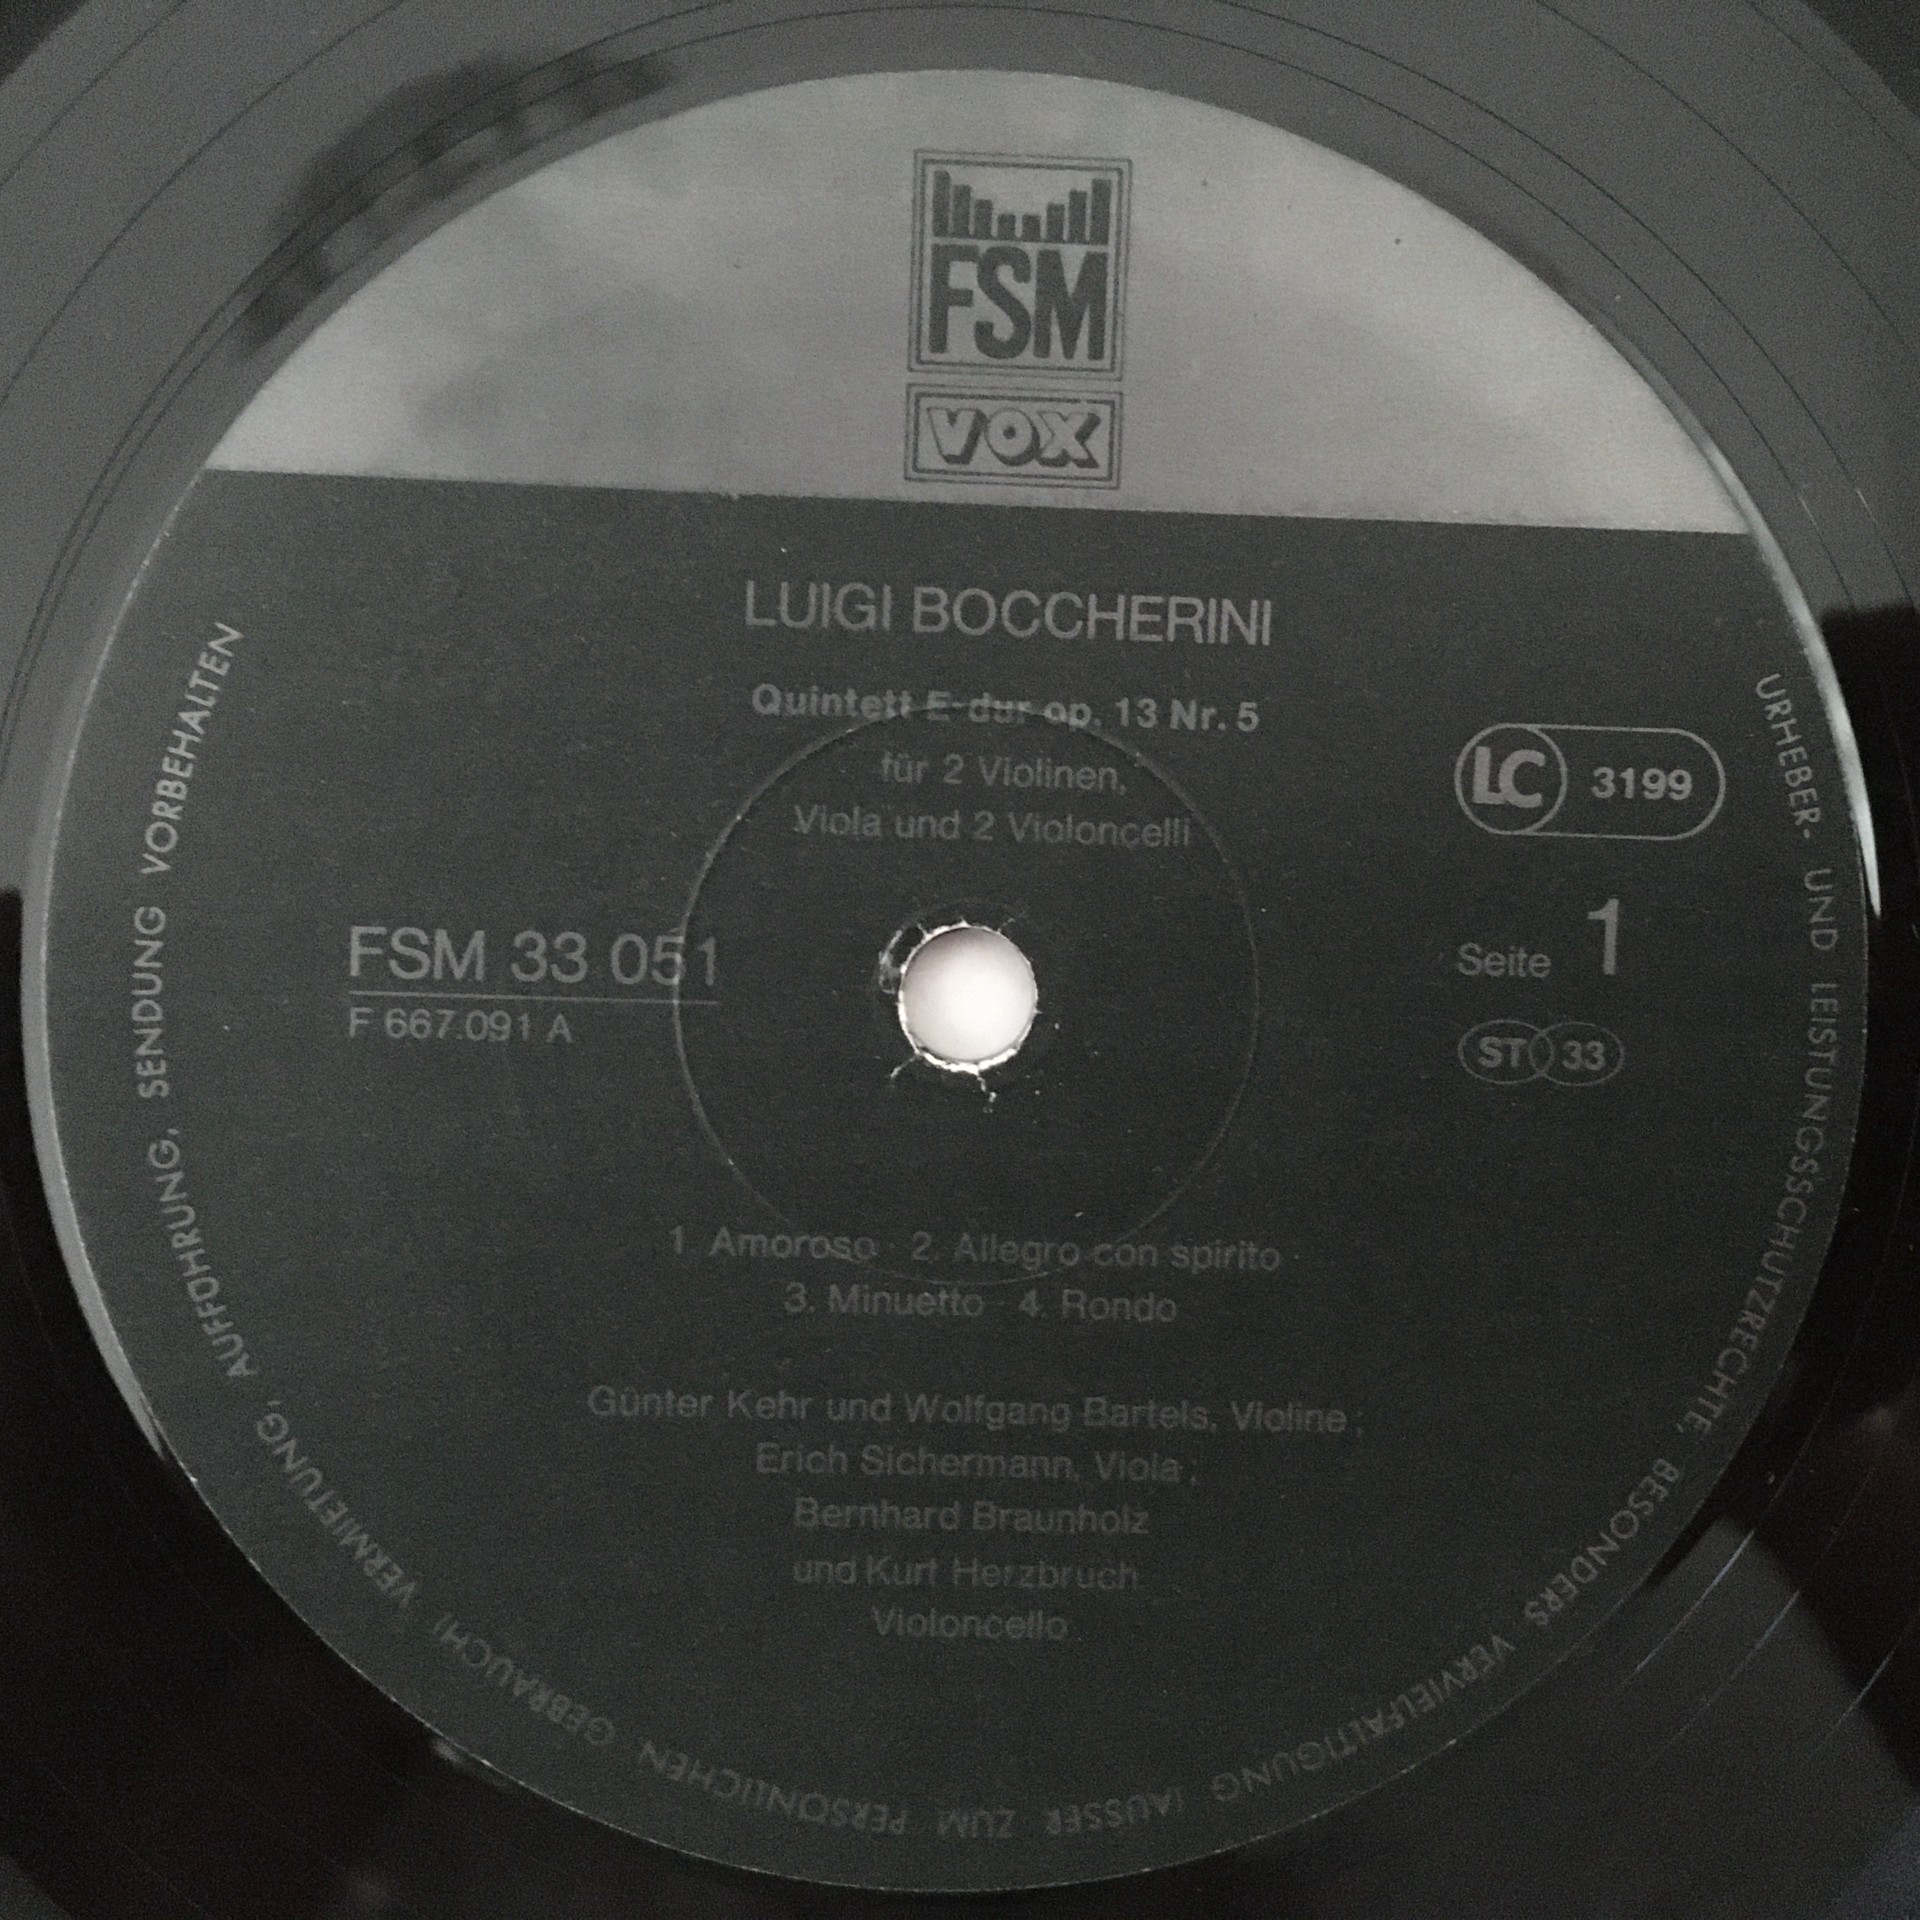 FSM
VOX
LUIGI BOCCHERINI
Quintett E-dur op. 13 Nr. 5
für 2 Violinen,
Viola und 2 Violoncelli
LC 3199
FSM 33 051
F 667.091 A
Seite 1
ST 33
1. Amoroso · 2. Allegro con spirito ·
3. Minuetto · 4. Rondo
Günter Kehr und Wolfgang Bartels, Violine;
Erich Sichermann, Viola;
Bernhard Braunholz
und Kurt Herzbruch
Violoncello
URHEBER- UND LEISTUNGSSCHUTZRECHTE, BESONDERS VERVIELFÄLTIGUNG (AUSSER ZUM PERSÖNLICHEN GEBRAUCH) VERMIETUNG, AUFFÜHRUNG, SENDUNG VORBEHALTEN